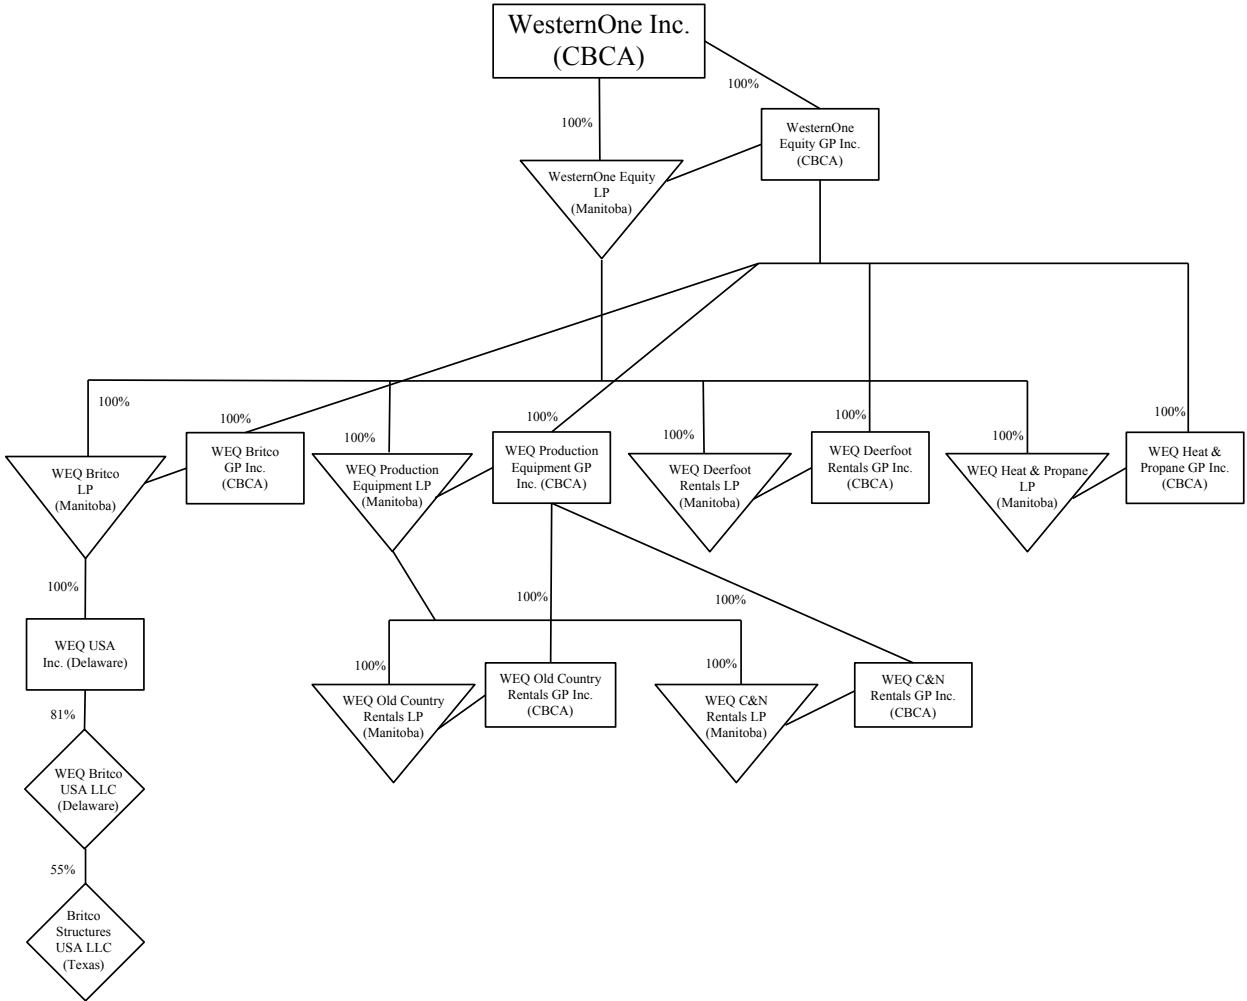 WesternOne Inc.
(CBCA)
100%
100%
WesternOne
Equity GP Inc.
(CBCA)
WesternOne Equity
LP
(Manitoba)
100%
100%
100%
100%
100%
100%
100%
100%
WEQ Britco
LP
(Manitoba)
WEQ Britco
GP Inc.
(CBCA)
WEQ Production
Equipment LP
(Manitoba)
WEQ Production
Equipment GP
Inc. (CBCA)
WEQ Deerfoot
Rentals LP
(Manitoba)
WEQ Deerfoot
Rentals GP Inc.
(CBCA)
WEQ Heat & Propane
LP
(Manitoba)
WEQ Heat &
Propane GP Inc.
(CBCA)
100%
100%
100%
WEQ USA
Inc. (Delaware)
100%
100%
WEQ Old Country
Rentals LP
(Manitoba)
WEQ Old Country
Rentals GP Inc.
(CBCA)
WEQ C&N
Rentals LP
(Manitoba)
WEQ C&N
Rentals GP Inc.
(CBCA)
81%
WEQ Britco
USA LLC
(Delaware)
55%
Britco
Structures
USA LLC
(Texas)